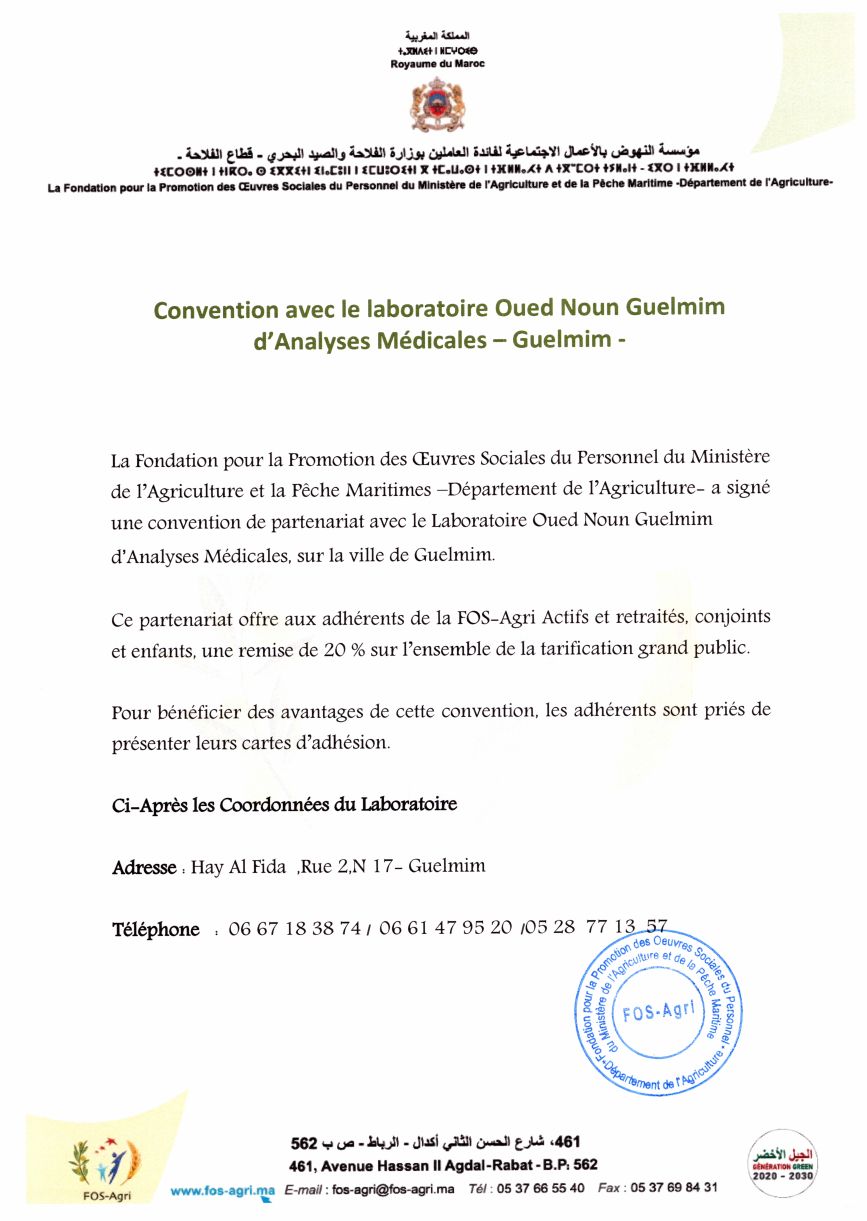 المملكة المغربية
ⵜⴰⴳⵍⴷⵉⵜ ⵏ ⵍⵎⵖⵔⵉⴱ
Royaume du Maroc
مؤسسة النهوض بالأعمال الاجتماعية لفائدة العاملين بوزارة الفلاحة والصيد البحري - قطاع الفلاحة -
La Fondation pour la Promotion des Œuvres Sociales du Personnel du Ministère de l'Agriculture et de la Pêche Maritime -Département de l'Agriculture-
Convention avec le laboratoire Oued Noun Guelmim
d'Analyses Médicales – Guelmim -
La Fondation pour la Promotion des Œuvres Sociales du Personnel du Ministère
de l'Agriculture et la Pêche Maritimes –Département de l'Agriculture- a signé
une convention de partenariat avec le Laboratoire Oued Noun Guelmim
d'Analyses Médicales, sur la ville de Guelmim.
Ce partenariat offre aux adhérents de la FOS-Agri Actifs et retraités, conjoints
et enfants, une remise de 20 % sur l'ensemble de la tarification grand public.
Pour bénéficier des avantages de cette convention, les adhérents sont priés de
présenter leurs cartes d'adhésion.
Ci-Après les Coordonnées du Laboratoire
Adresse : Hay Al Fida ,Rue 2,N 17- Guelmim
Téléphone : 06 67 18 38 74 / 06 61 47 95 20 /05 28 77 13 57
Fondation pour la Promotion des Oeuvres Sociales du Personnel
du Ministère de l'Agriculture et de la Pêche Maritime
FOS-Agri
Département de l'Agriculture
461، شارع الحسن الثاني أكدال - الرباط - ص ب 562
461, Avenue Hassan II Agdal-Rabat - B.P: 562
www.fos-agri.ma E-mail : fos-agri@fos-agri.ma Tél : 05 37 66 55 40 Fax : 05 37 69 84 31
FOS-Agri
الجيل الأخضر
GÉNÉRATION GREEN
2020 - 2030